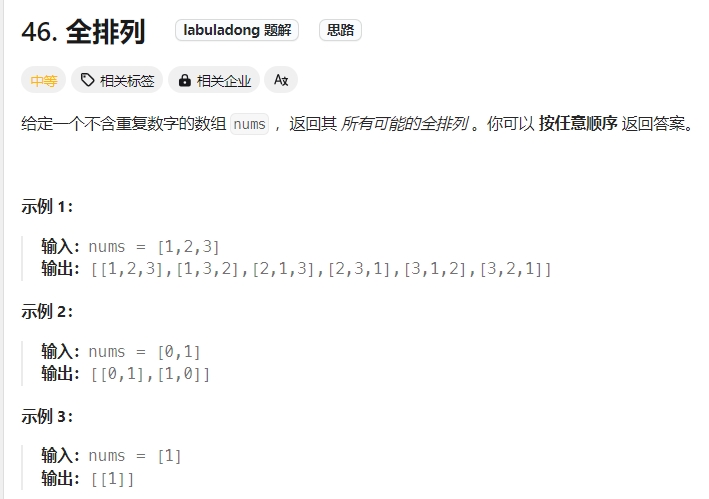 46. 全排列 labuladong 题解 思路
中等 相关标签 相关企业 Ax
给定一个不含重复数字的数组 nums ，返回其 所有可能的全排列 。你可以 按任意顺序 返回答案。
示例 1：
输入：nums = [1,2,3]
输出：[[1,2,3],[1,3,2],[2,1,3],[2,3,1],[3,1,2],[3,2,1]]
示例 2：
输入：nums = [0,1]
输出：[[0,1],[1,0]]
示例 3：
输入：nums = [1]
输出：[[1]]